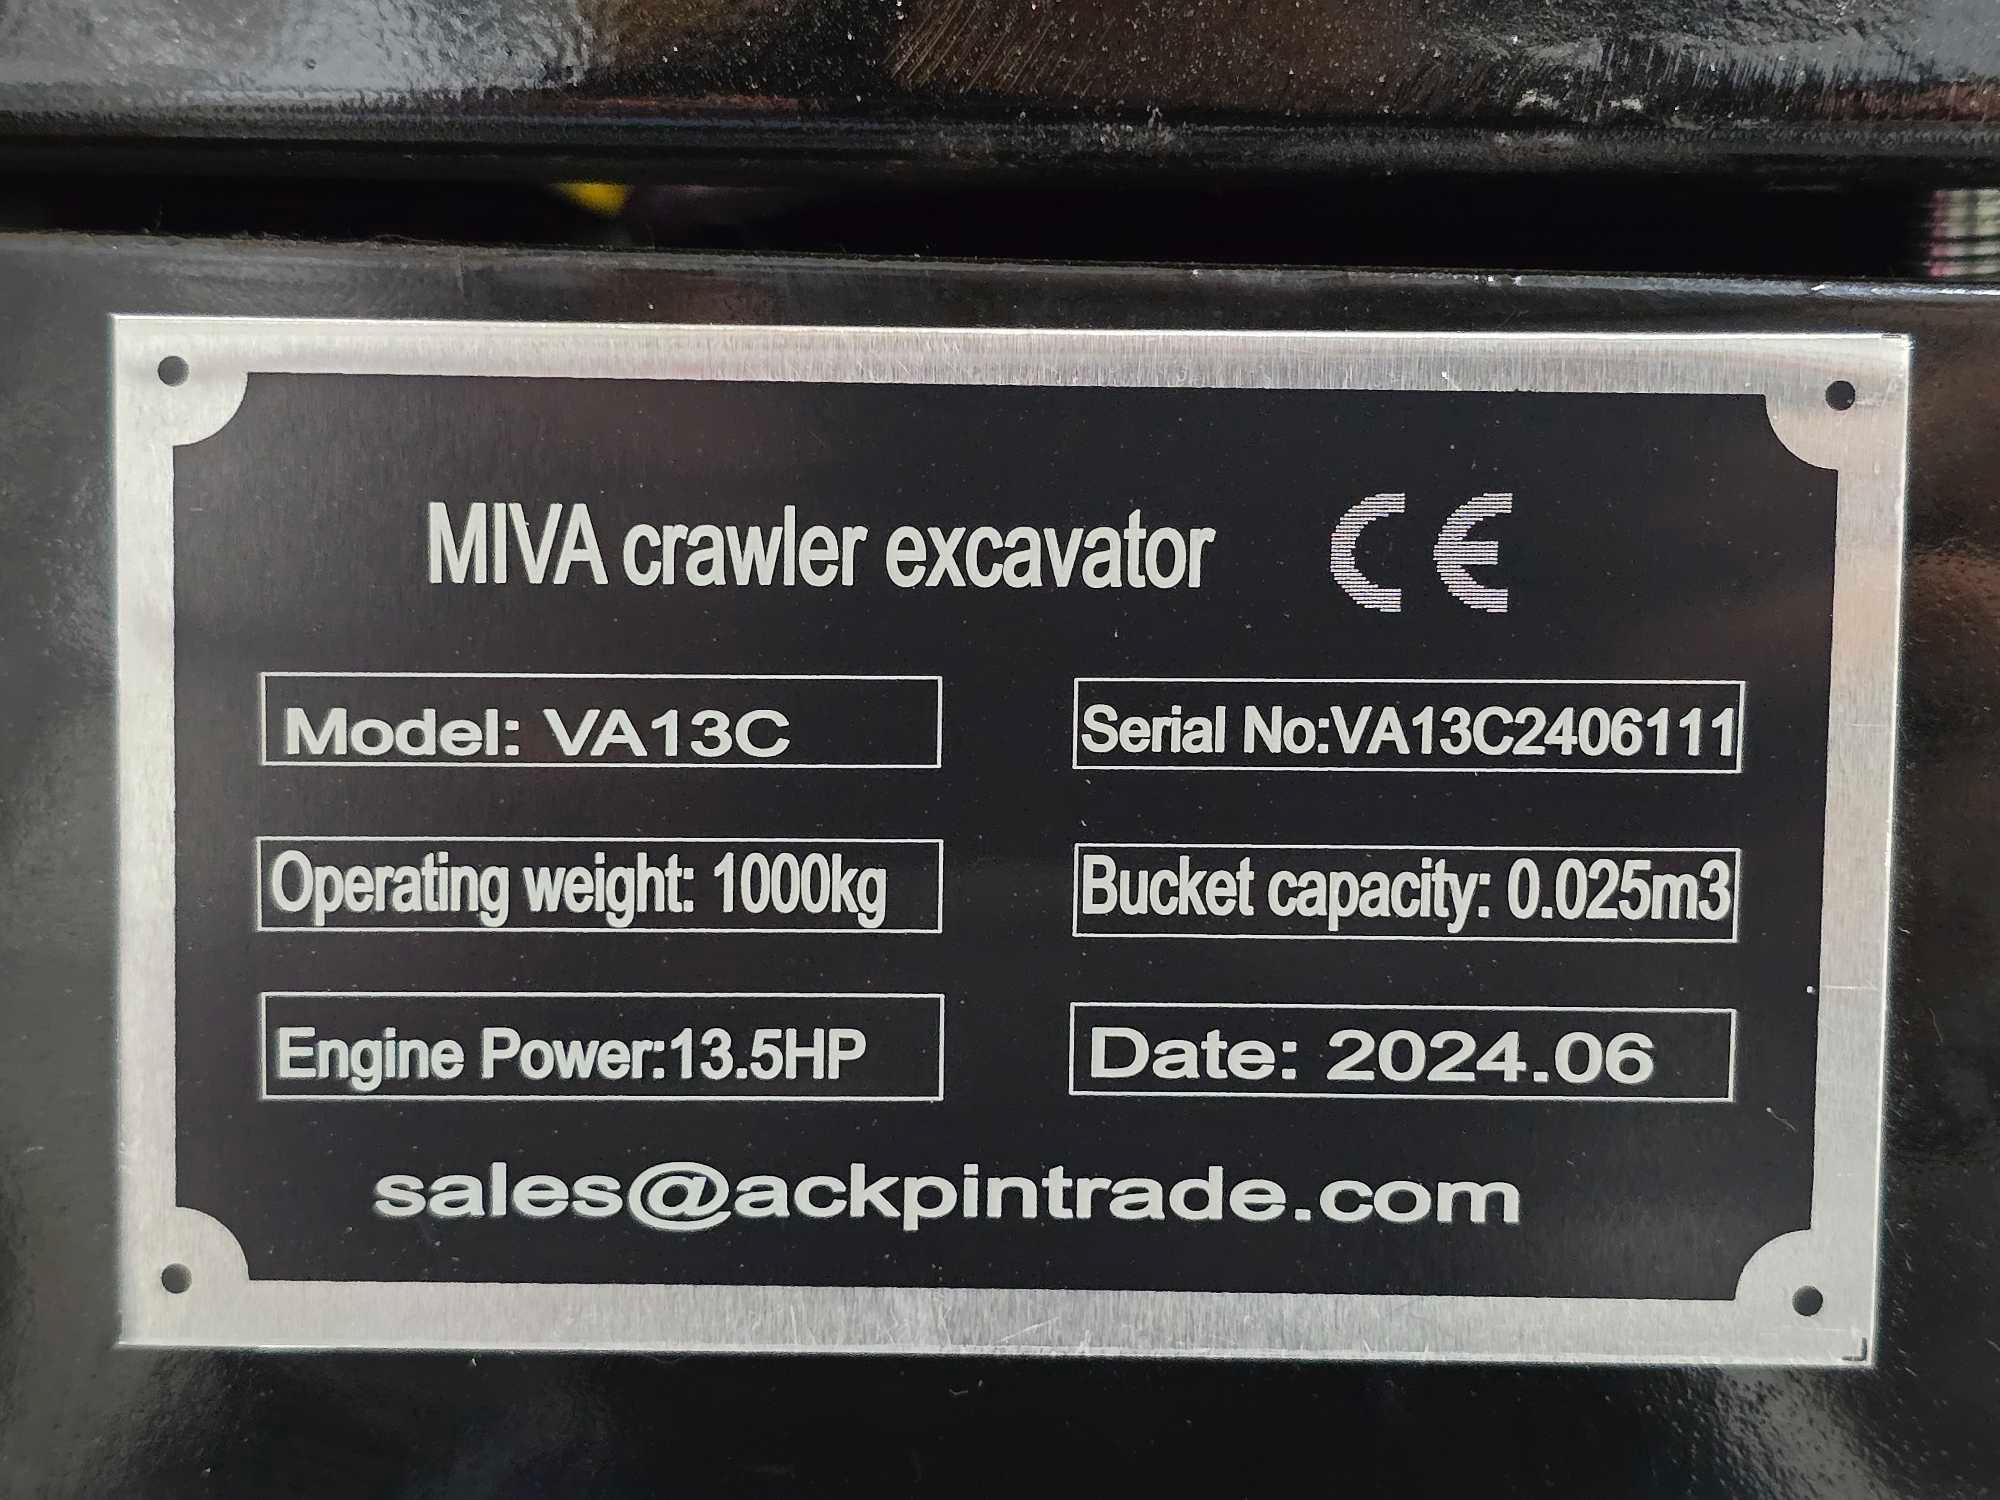 MIVA crawler excavator CE
Model: VA13C
Serial No:VA13C2406111
Operating weight: 1000kg
Bucket capacity: 0.025m3
Engine Power:13.5HP
Date: 2024.06
sales@ackpintrade.com